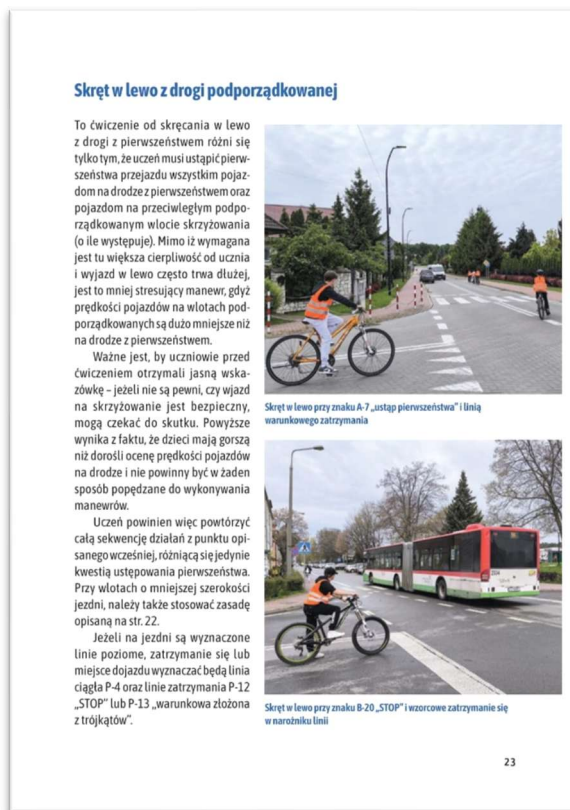 Skręt w lewo z drogi podporządkowanej
To ćwiczenie od skręcania w lewo
z drogi z pierwszeństwem różni się
tylko tym, że uczeń musi ustąpić pierw-
szeństwa przejazdu wszystkim pojaz-
dom na drodze z pierwszeństwem oraz
pojazdom na przeciwległym podpo-
rządkowanym wlocie skrzyżowania
(o ile występuje). Mimo iż wymagana
jest tu większa cierpliwość od ucznia
i wyjazd w lewo często trwa dłużej,
jest to mniej stresujący manewr, gdyż
prędkości pojazdów na wlotach pod-
porządkowanych są dużo mniejsze niż
na drodze z pierwszeństwem.
Ważne jest, by uczniowie przed
ćwiczeniem otrzymali jasną wska-
zówkę – jeżeli nie są pewni, czy wjazd
na skrzyżowanie jest bezpieczny,
mogą czekać do skutku. Powyższe
wynika z faktu, że dzieci mają gorszą
niż dorośli ocenę prędkości pojazdów
na drodze i nie powinny być w żaden
sposób popędzane do wykonywania
manewrów.
Uczeń powinien więc powtórzyć
całą sekwencję działań z punktu opi-
sanego wcześniej, różniącą się jedynie
kwestią ustępowania pierwszeństwa.
Przy wlotach o mniejszej szerokości
jezdni, należy także stosować zasadę
opisaną na str. 22.
Jeżeli na jezdni są wyznaczone
linie poziome, zatrzymanie się lub
miejsce dojazdu wyznaczać będą linia
ciągła P-4 oraz linie zatrzymania P-12
„STOP” lub P-13 „warunkowa złożona
z trójkątów”.
Skręt w lewo przy znaku A-7 „ustąp pierwszeństwa” i linią
warunkowego zatrzymania
Skręt w lewo przy znaku B-20 „STOP” i wzorcowe zatrzymanie się
w narożniku linii
23